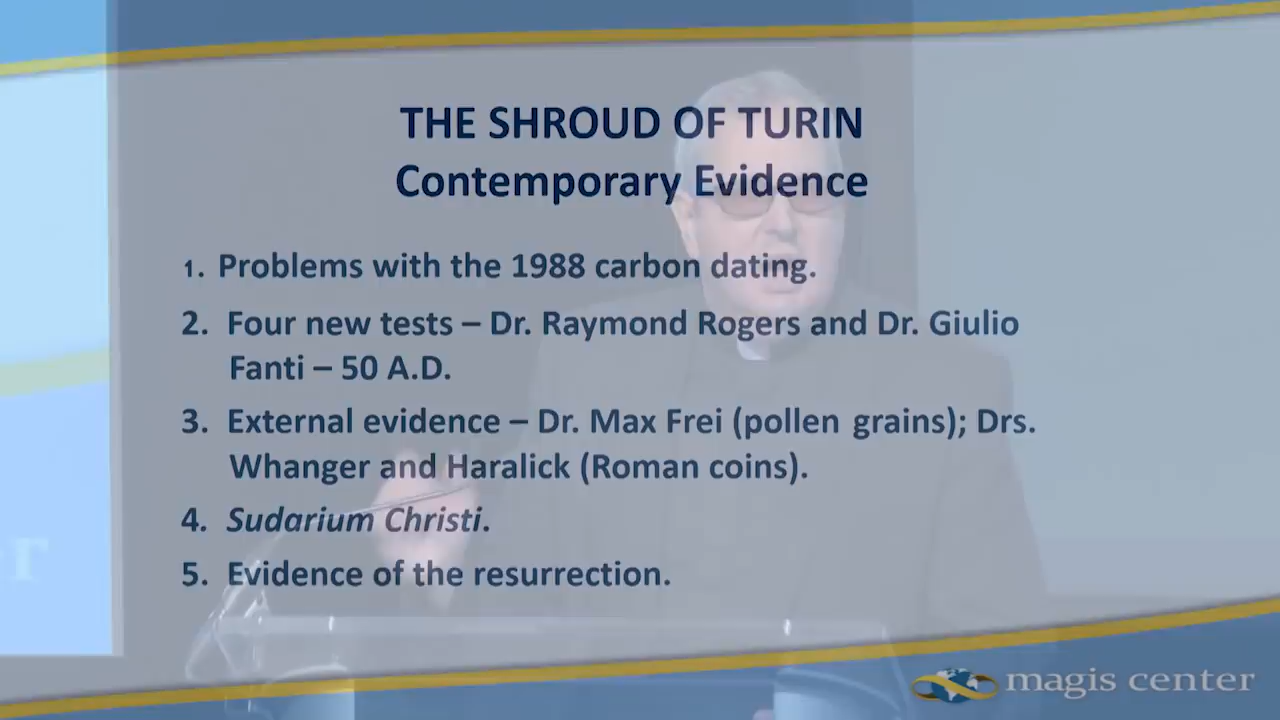 THE SHROUD OF TURIN
Contemporary Evidence
1. Problems with the 1988 carbon dating.
2. Four new tests – Dr. Raymond Rogers and Dr. Giulio
Fanti – 50 A.D.
3. External evidence – Dr. Max Frei (pollen grains); Drs.
Whanger and Haralick (Roman coins).
4. Sudarium Christi.
5. Evidence of the resurrection.
magis center